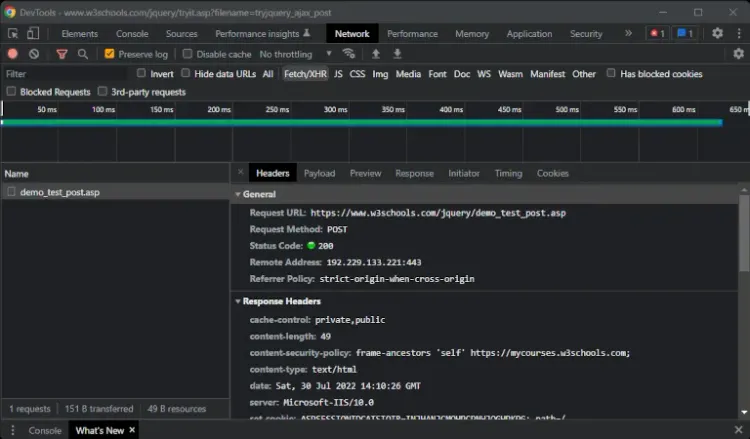 DevTools - www.w3schools.com/jquery/tryit.asp?filename=tryjquery_ajax_post
Elements Console Sources Performance insights Network Performance Memory Application Security 1 1
Preserve log Disable cache No throttling
Filter Invert Hide data URLs All Fetch/XHR JS CSS Img Media Font Doc WS Wasm Manifest Other Has blocked cookies
Blocked Requests 3rd-party requests
50 ms 100 ms 150 ms 200 ms 250 ms 300 ms 350 ms 400 ms 450 ms 500 ms 550 ms 600 ms 650 m
Name
demo_test_post.asp
Headers Payload Preview Response Initiator Timing Cookies
General
Request URL: https://www.w3schools.com/jquery/demo_test_post.asp
Request Method: POST
Status Code: 200
Remote Address: 192.229.133.221:443
Referrer Policy: strict-origin-when-cross-origin
Response Headers
cache-control: private,public
content-length: 49
content-security-policy: frame-ancestors 'self' https://mycourses.w3schools.com;
content-type: text/html
date: Sat, 30 Jul 2022 14:10:26 GMT
server: Microsoft-IIS/10.0
1 requests 151 B transferred 49 B resources
Console What's New